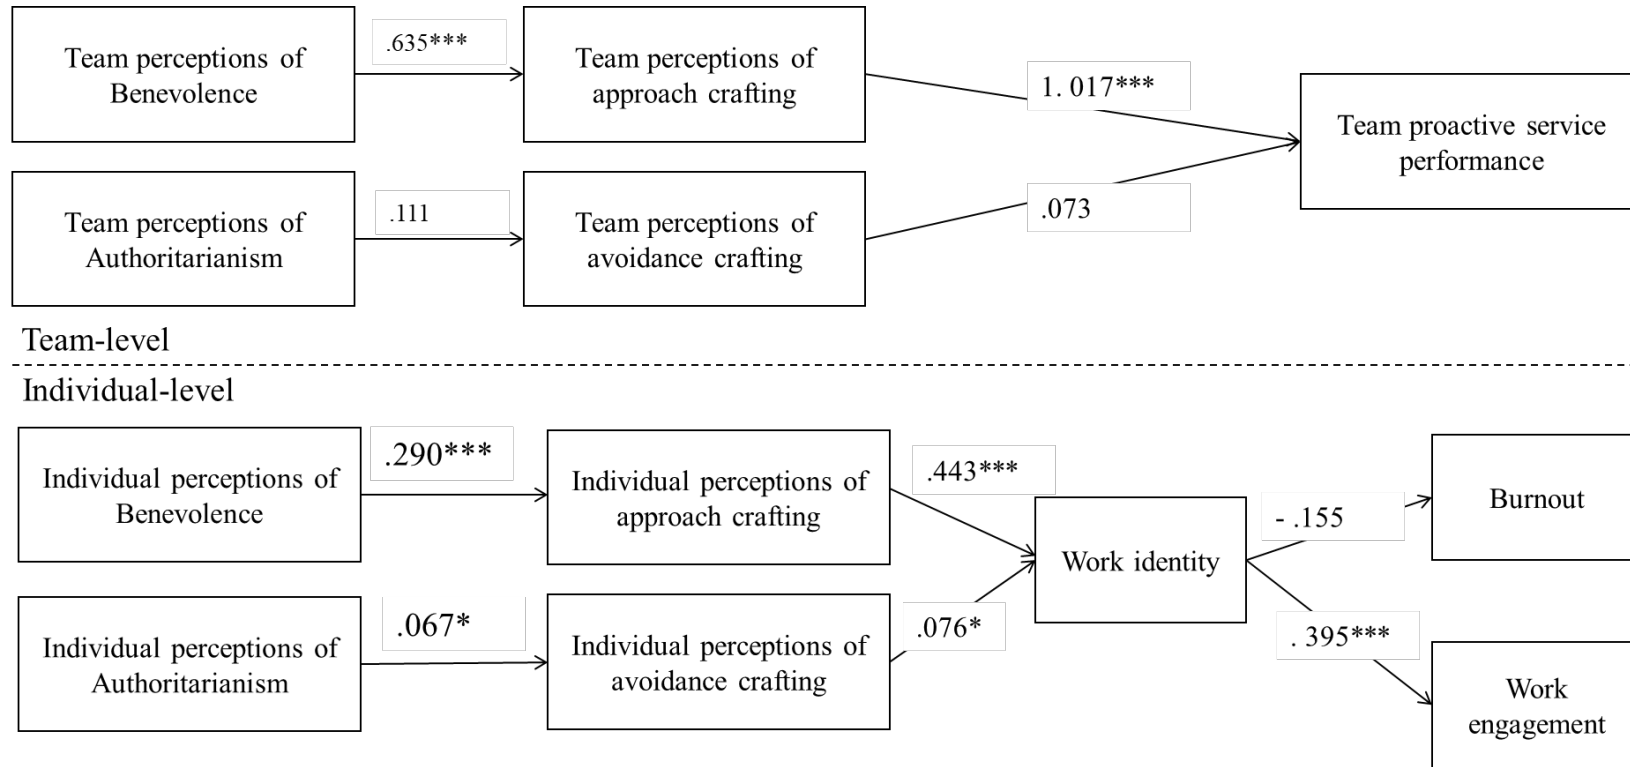 Team perceptions of
Benevolence
.635***
Team perceptions of
approach crafting
1. 017***
Team proactive service
performance
Team perceptions of
Authoritarianism
.111
Team perceptions of
avoidance crafting
.073
Team-level
Individual-level
Individual perceptions of
Benevolence
.290***
Individual perceptions of
approach crafting
.443***
Work identity
- .155
Burnout
Individual perceptions of
Authoritarianism
.067*
Individual perceptions of
avoidance crafting
.076*
. 395***
Work
engagement